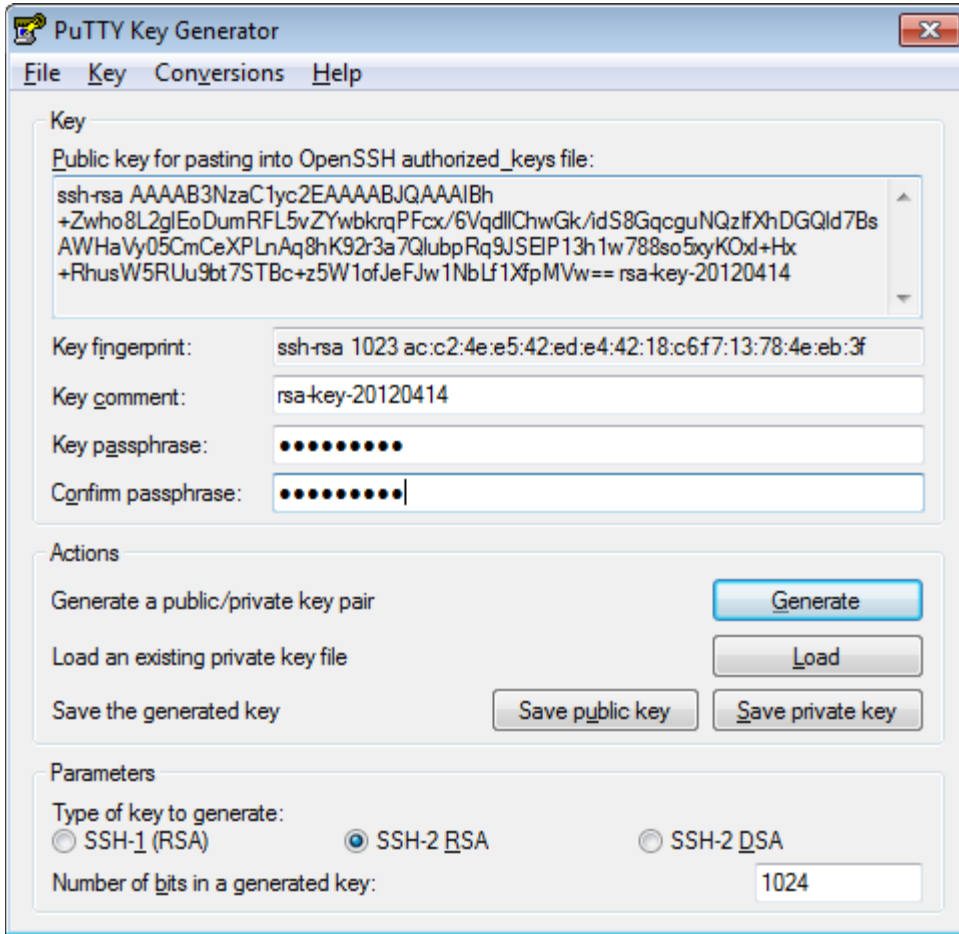 PuTTY Key Generator
File Key Conversions Help
Key
Public key for pasting into OpenSSH authorized_keys file:
ssh-rsa AAAAB3NzaC1yc2EAAAABJQAAAIBh
+Zwho8L2glEoDumRFL5vZYwbkrqPFcx/6VqdllChwGk/idS8GqcguNQzIfXhDGQId7Bs
AWHaVy05CmCeXPLnAq8hK92r3a7QlubpRq9JSEIP13h1w788so5xyKOxl+Hx
+RhusW5RUu9bt7STBc+z5W1ofJeFJw1NbLf1XfpMVw== rsa-key-20120414
Key fingerprint: ssh-rsa 1023 ac:c2:4e:e5:42:ed:e4:42:18:c6:f7:13:78:4e:eb:3f
Key comment: rsa-key-20120414
Key passphrase: ●●●●●●●●●
Confirm passphrase: ●●●●●●●●●
Actions
Generate a public/private key pair Generate
Load an existing private key file Load
Save the generated key Save public key Save private key
Parameters
Type of key to generate:
SSH-1 (RSA) SSH-2 RSA SSH-2 DSA
Number of bits in a generated key: 1024